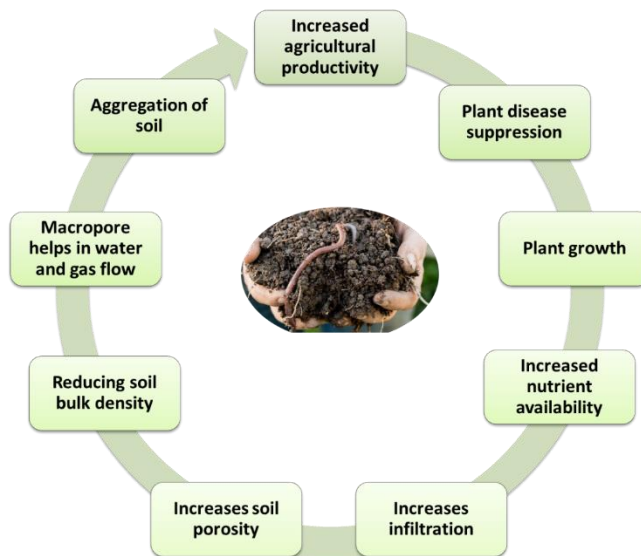 Increased
agricultural
productivity
Plant disease
suppression
Plant growth
Increased
nutrient
availability
Increases
infiltration
Increases soil
porosity
Reducing soil
bulk density
Macropore
helps in water
and gas flow
Aggregation of
soil